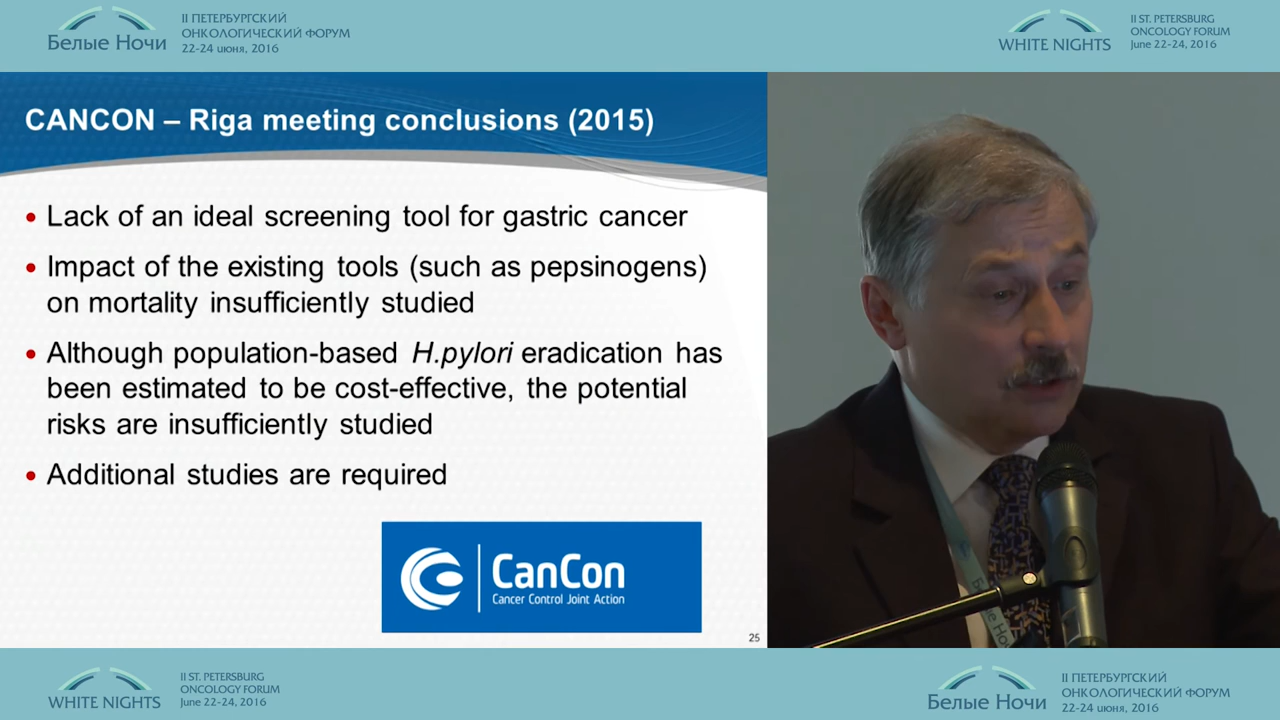 Белые Ночи
II ПЕТЕРБУРГСКИЙ
ОНКОЛОГИЧЕСКИЙ ФОРУМ
22-24 июня, 2016
WHITE NIGHTS
II ST. PETERSBURG
ONCOLOGY FORUM
June 22-24, 2016
CANCON – Riga meeting conclusions (2015)
• Lack of an ideal screening tool for gastric cancer
• Impact of the existing tools (such as pepsinogens)
on mortality insufficiently studied
• Although population-based H.pylori eradication has
been estimated to be cost-effective, the potential
risks are insufficiently studied
• Additional studies are required
CanCon
Cancer Control Joint Action
25
WHITE NIGHTS
II ST. PETERSBURG
ONCOLOGY FORUM
June 22-24, 2016
Белые Ночи
II ПЕТЕРБУРГСКИЙ
ОНКОЛОГИЧЕСКИЙ ФОРУМ
22-24 июня, 2016